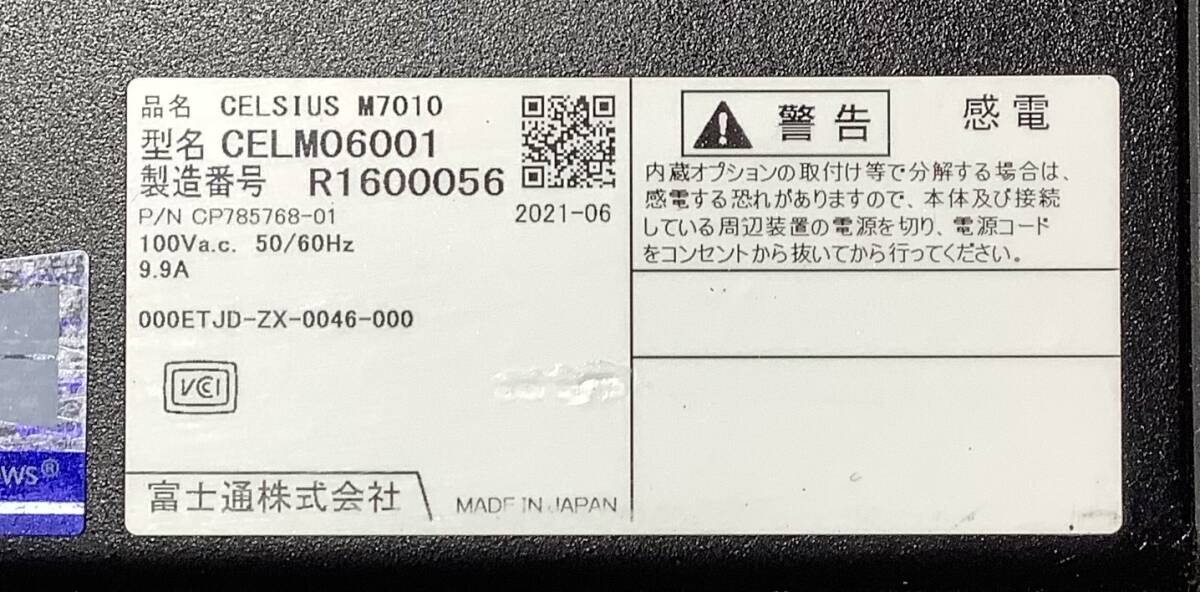 品名 CELSIUS M7010
型名 CELM06001
製造番号 R1600056
P/N CP785768-01
2021-06
100Va.c. 50/60Hz
9.9A
000ETJD-ZX-0046-000
VCCI
富士通株式会社
MADE IN JAPAN
警告
感電
内蔵オプションの取付け等で分解する場合は、
感電する恐れがありますので、本体及び接続
している周辺装置の電源を切り、電源コード
をコンセントから抜いてから行ってください。
ws®